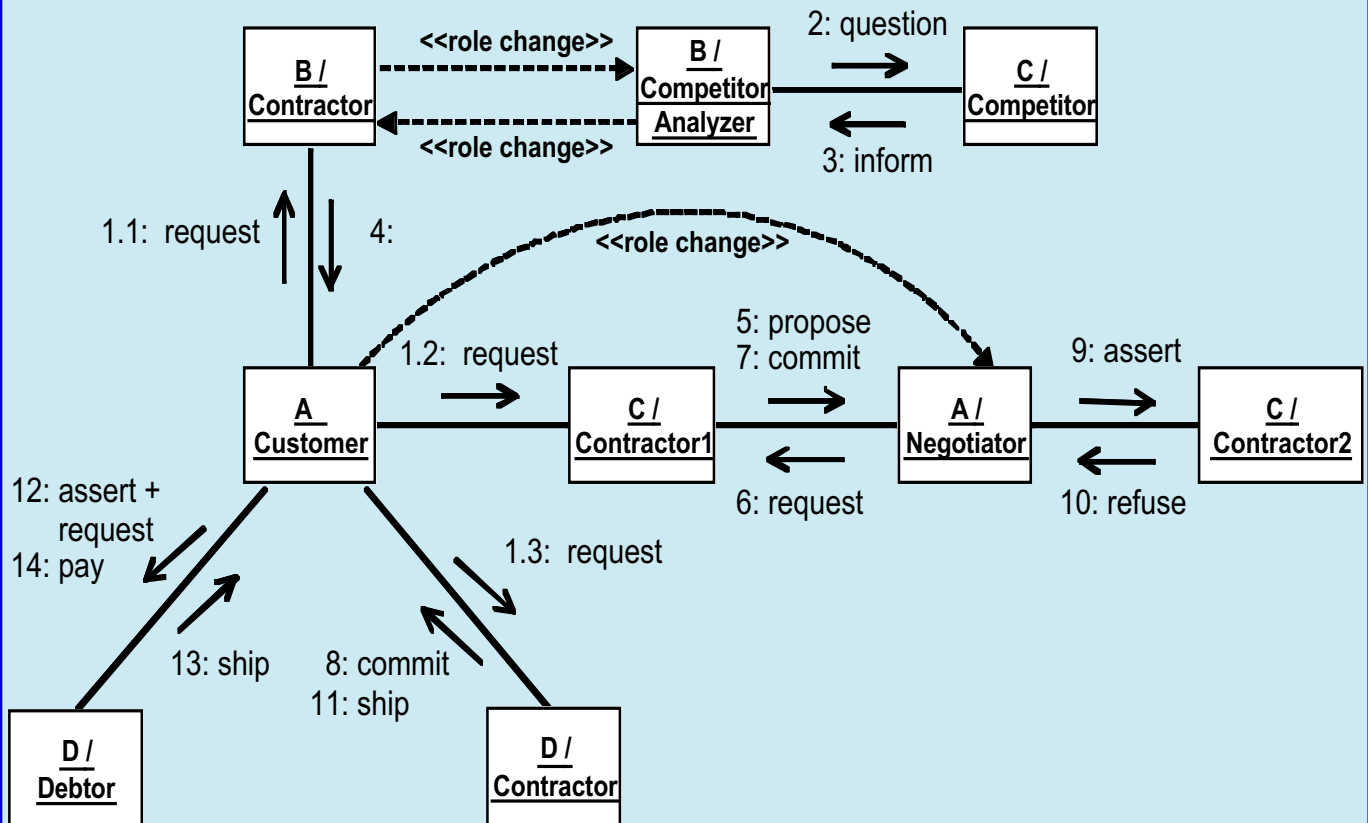 <<role change>>
2: question
B /
Contractor
B /
Competitor
Analyzer
C /
Competitor
<<role change>>
3: inform
1.1: request
4:
<<role change>>
1.2: request
5: propose
7: commit
9: assert
A
Customer
C /
Contractor1
A /
Negotiator
C /
Contractor2
6: request
10: refuse
12: assert +
request
14: pay
1.3: request
13: ship
8: commit
11: ship
D /
Debtor
D /
Contractor